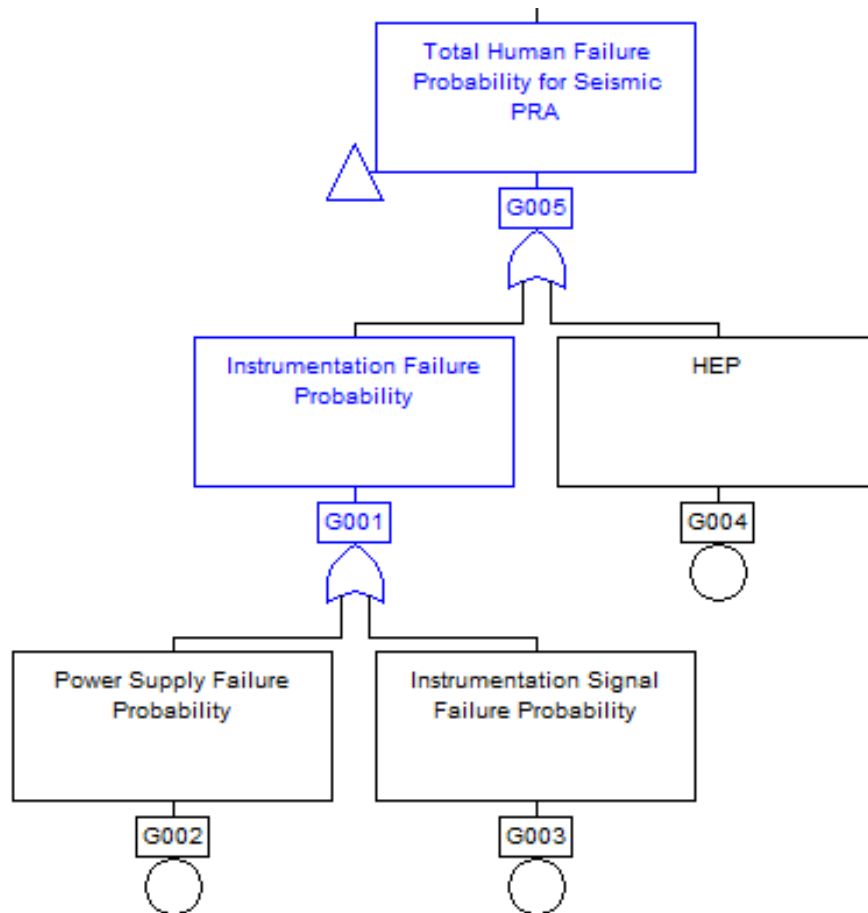 Total Human Failure
Probability for Seismic
PRA
G005
Instrumentation Failure
Probability
HEP
G001
G004
Power Supply Failure
Probability
Instrumentation Signal
Failure Probability
G002
G003